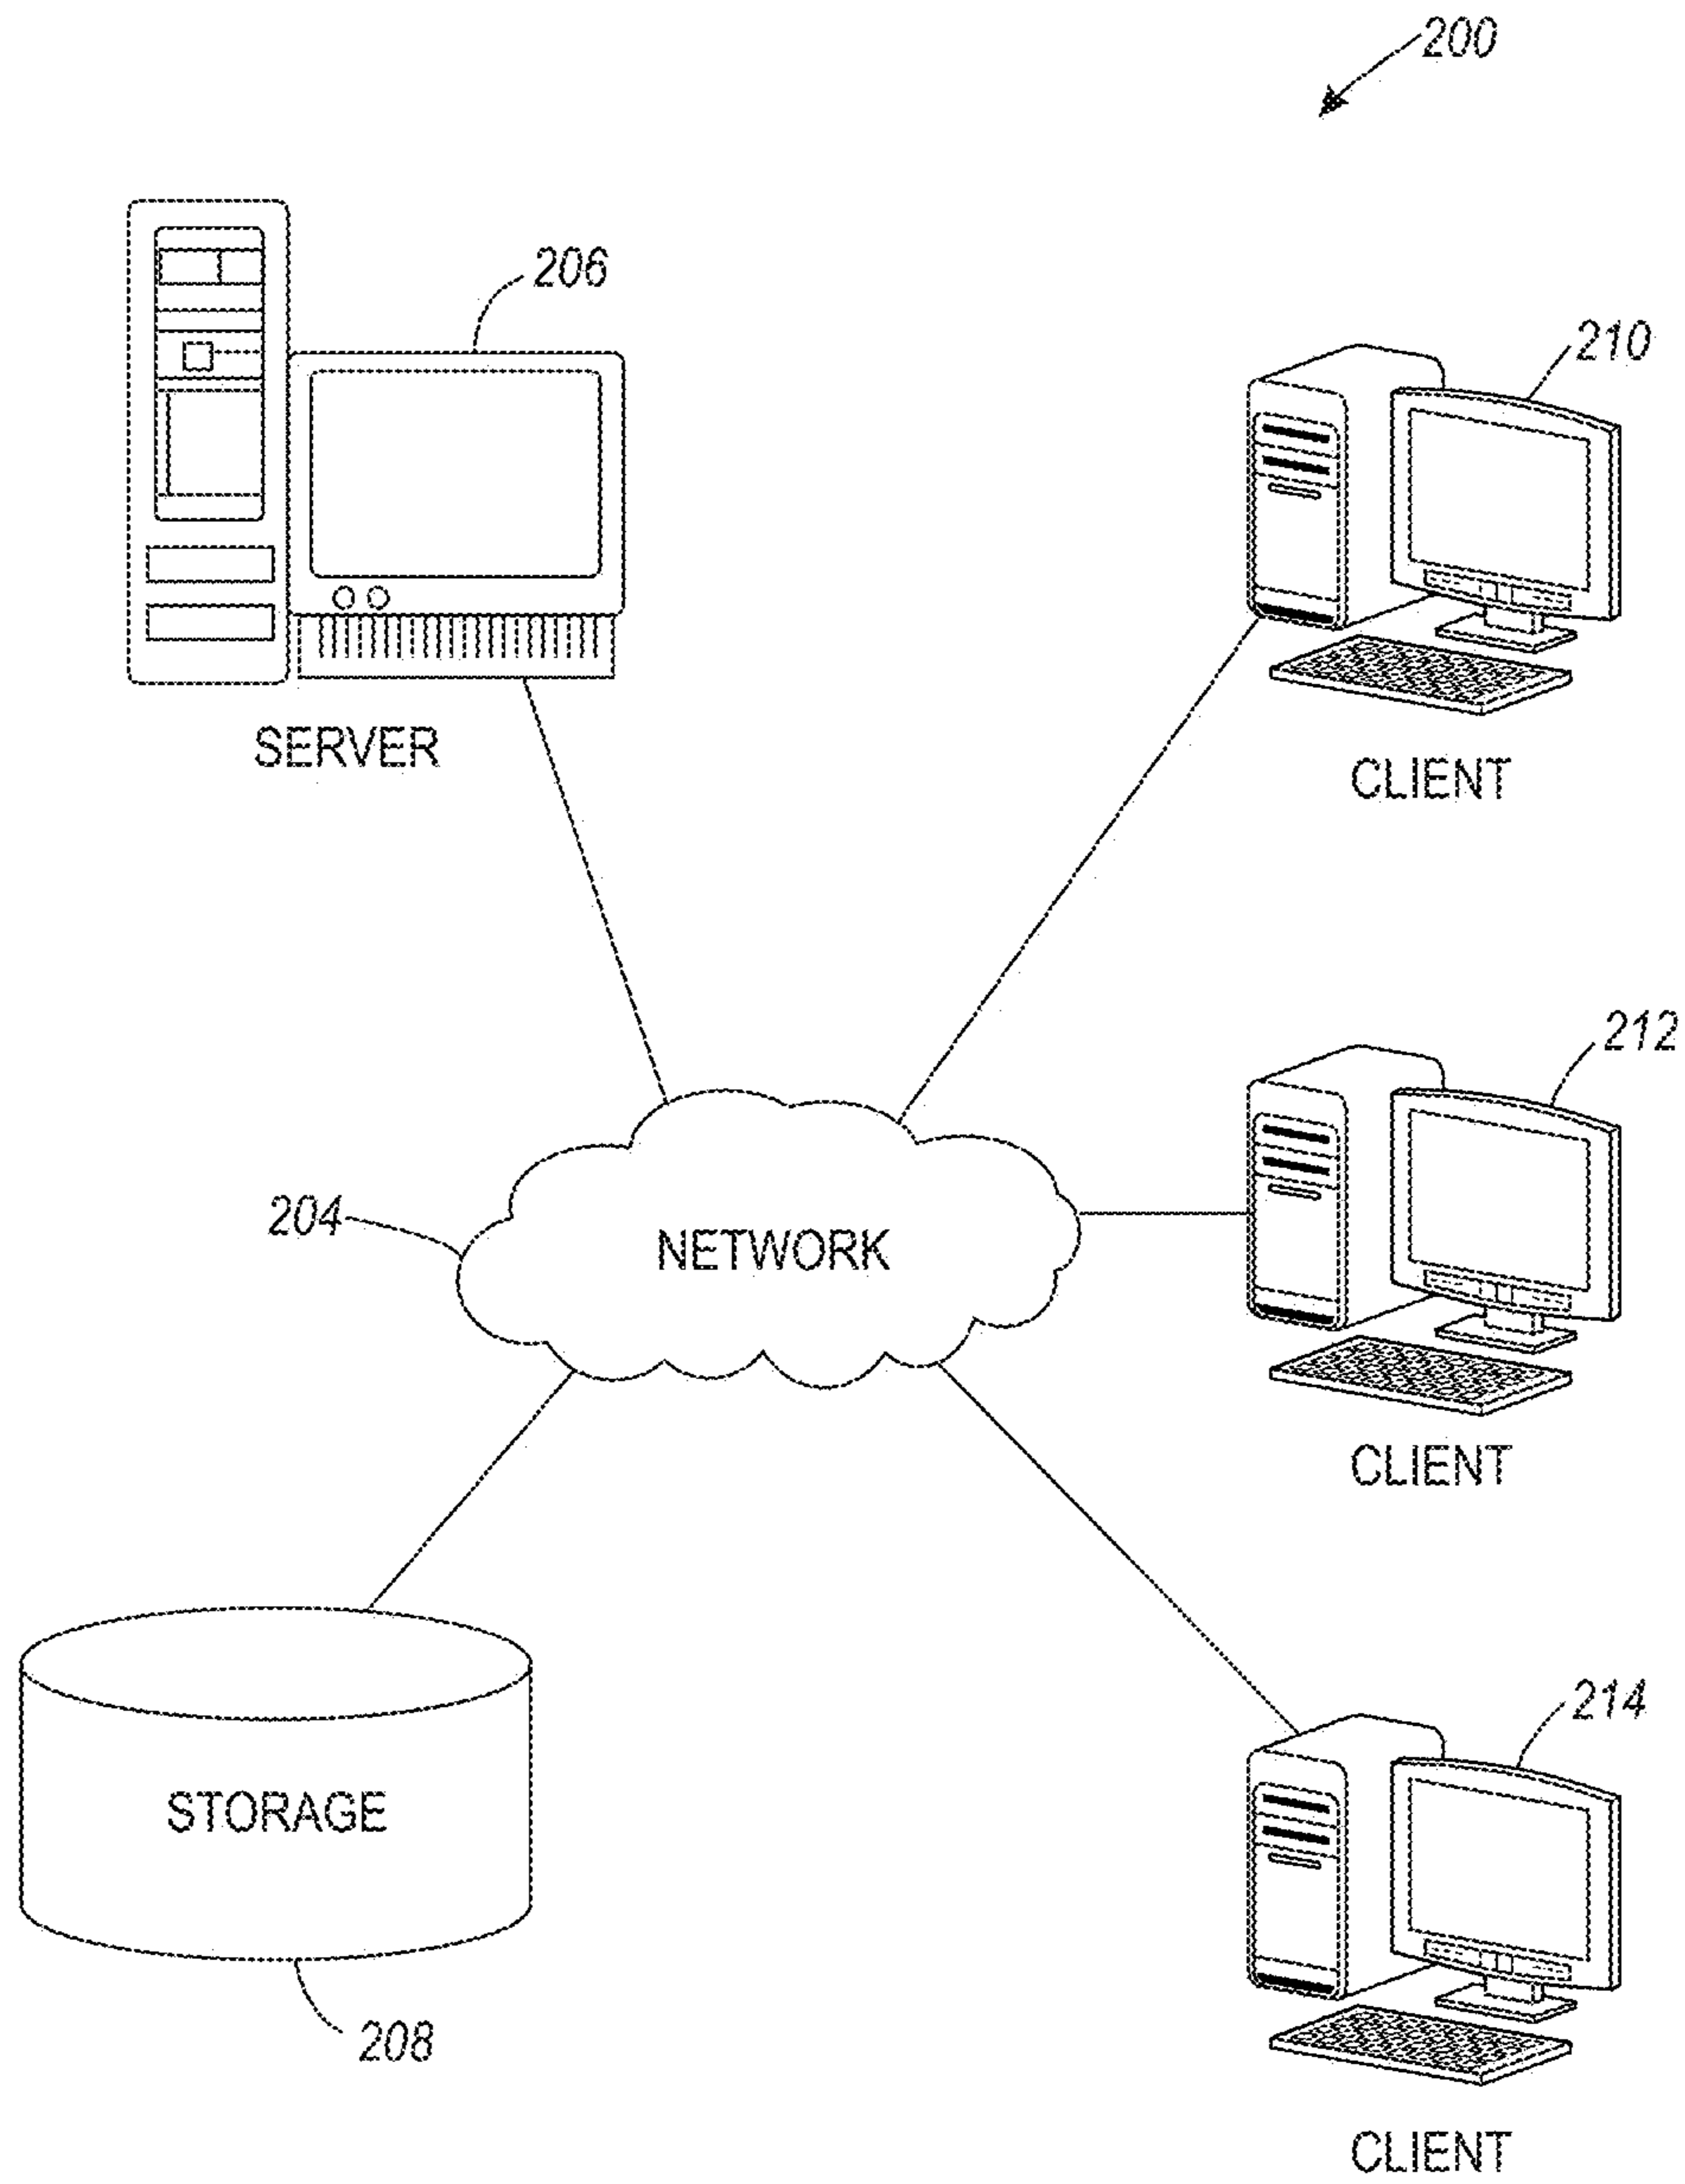 200
206
210
SERVER
CLIENT
212
204
NETWORK
CLIENT
214
STORAGE
208
CLIENT